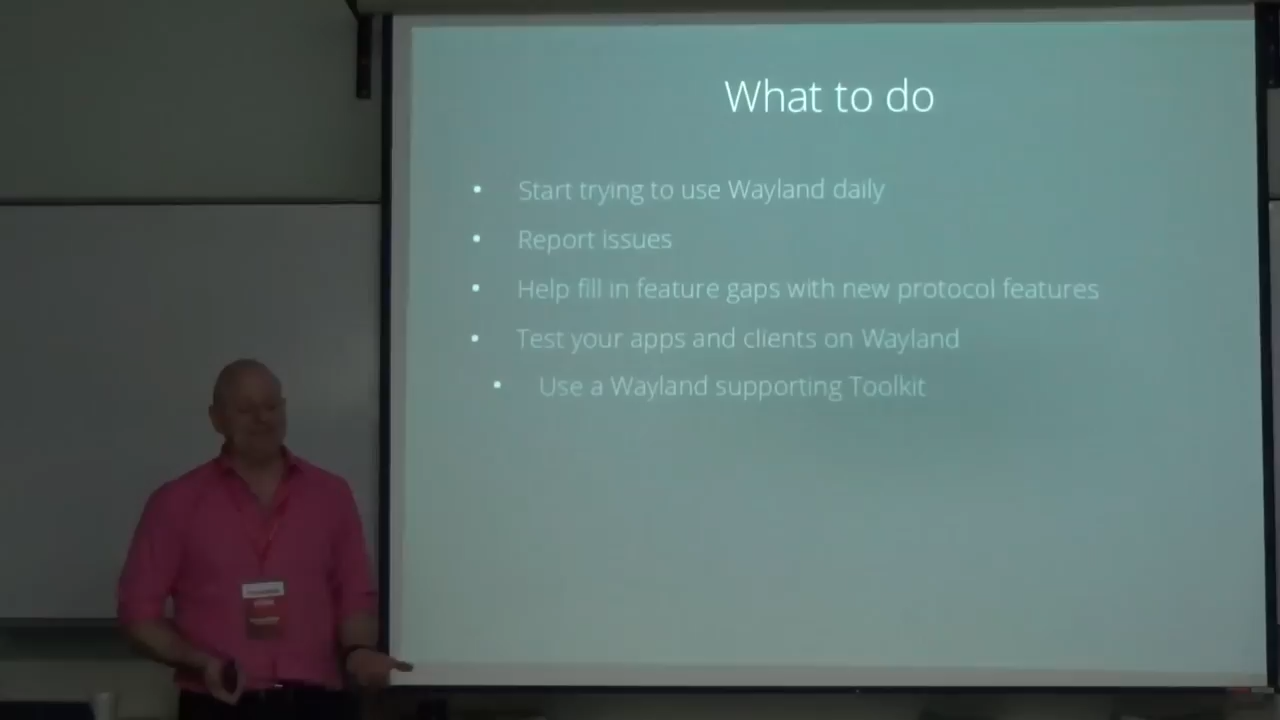 What to do
• Start trying to use Wayland daily
• Report issues
• Help fill in feature gaps with new protocol features
• Test your apps and clients on Wayland
• Use a Wayland supporting Toolkit